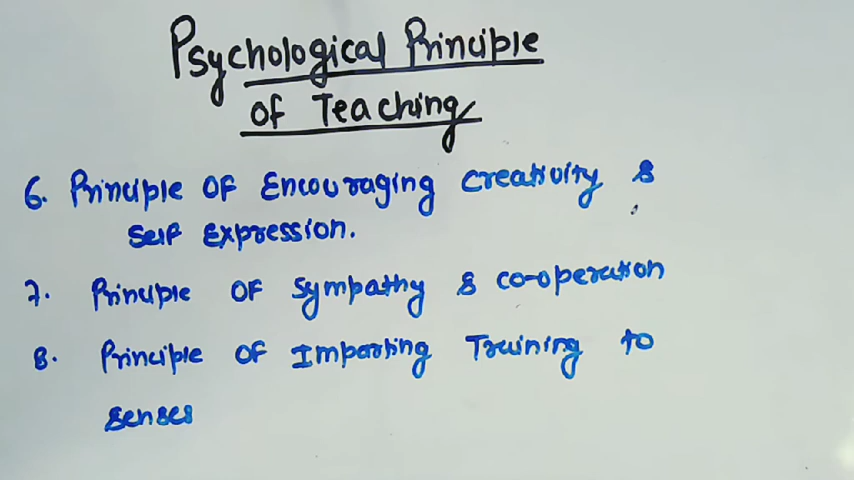 Psychological Principle
of Teaching
6. Principle of Encouraging Creativity &
Self Expression.
7. Principle of Sympathy & co-operation
8. Principle of Imparting Training to
senses